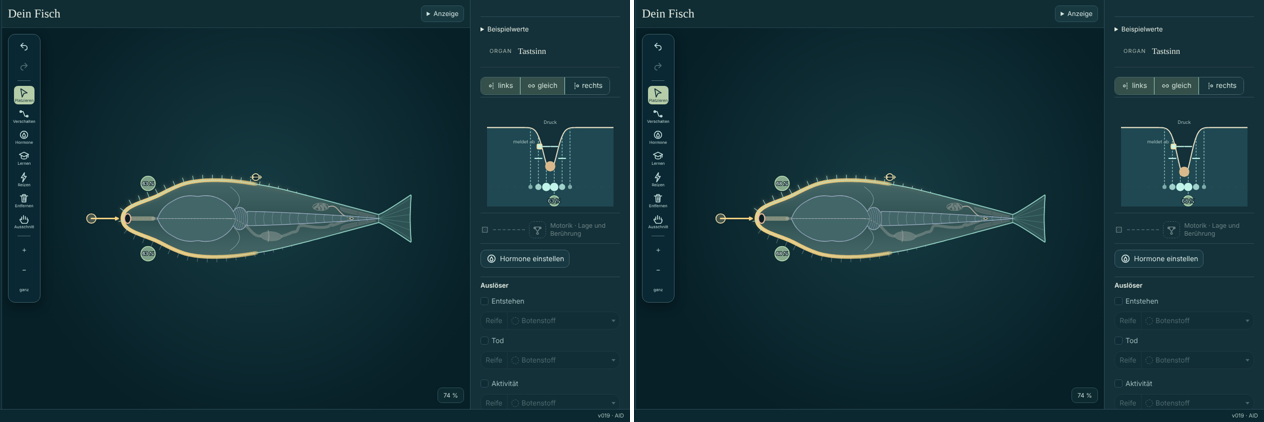 Dein Fisch
Anzeige
Platzieren
Verschalten
Hormone
Lernen
Reizen
Entfernen
Ausschnitt
+
−
ganz
74 %
Beispielwerte
ORGAN Tastsinn
links gleich rechts
Druck
meldet ab
Motorik · Lage und
Berührung
Hormone einstellen
Auslöser
Entstehen
Reife Botenstoff
Tod
Reife Botenstoff
Aktivität
Reife Botenstoff
v019 · AID
Dein Fisch
Anzeige
Platzieren
Verschalten
Hormone
Lernen
Reizen
Entfernen
Ausschnitt
+
−
ganz
74 %
Beispielwerte
ORGAN Tastsinn
links gleich rechts
Druck
meldet ab
Motorik · Lage und
Berührung
Hormone einstellen
Auslöser
Entstehen
Reife Botenstoff
Tod
Reife Botenstoff
Aktivität
Reife Botenstoff
v019 · AID